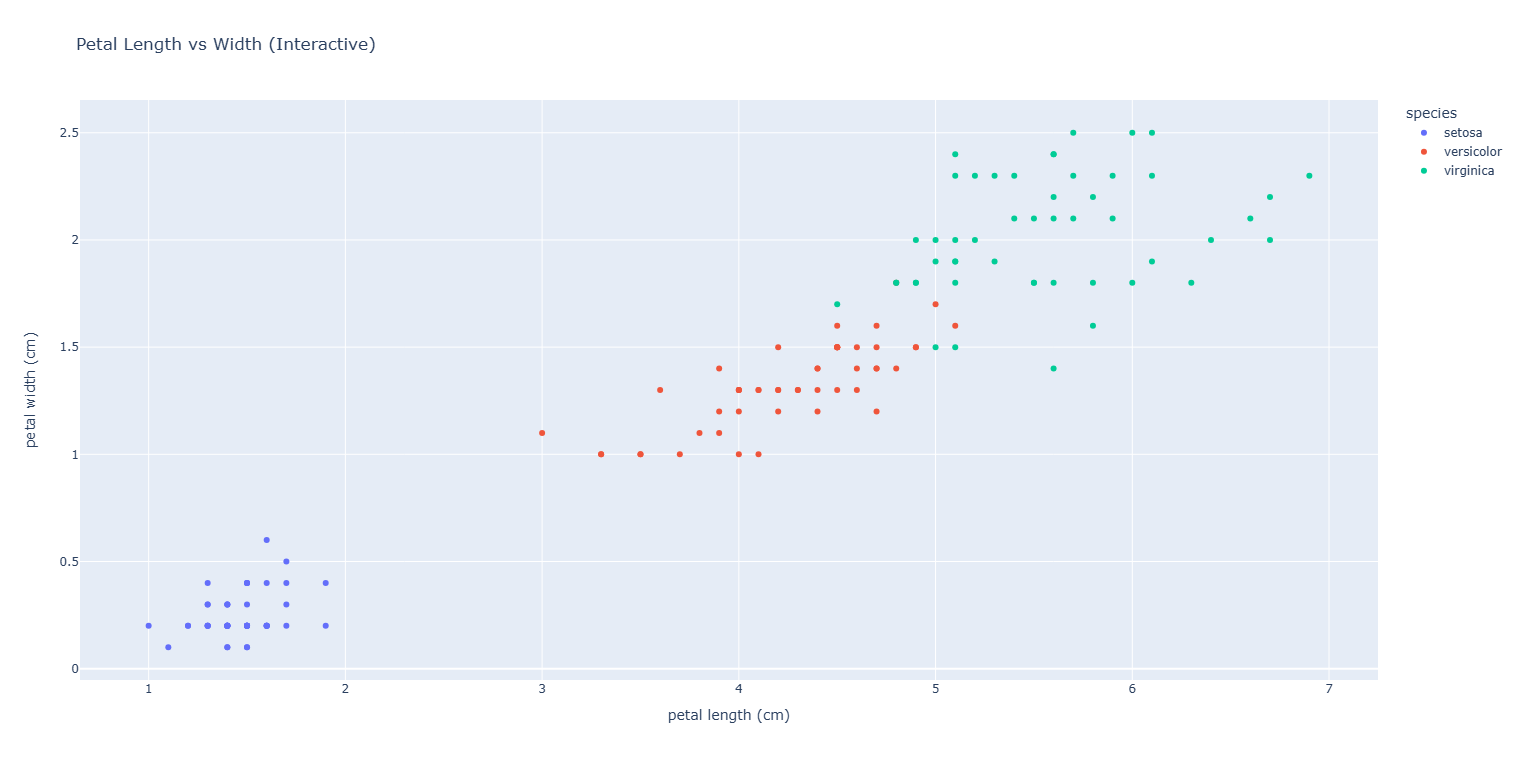 Petal Length vs Width (Interactive)
species
setosa
versicolor
virginica
2.5
2
1.5
1
0.5
0
petal width (cm)
1 2 3 4 5 6 7
petal length (cm)